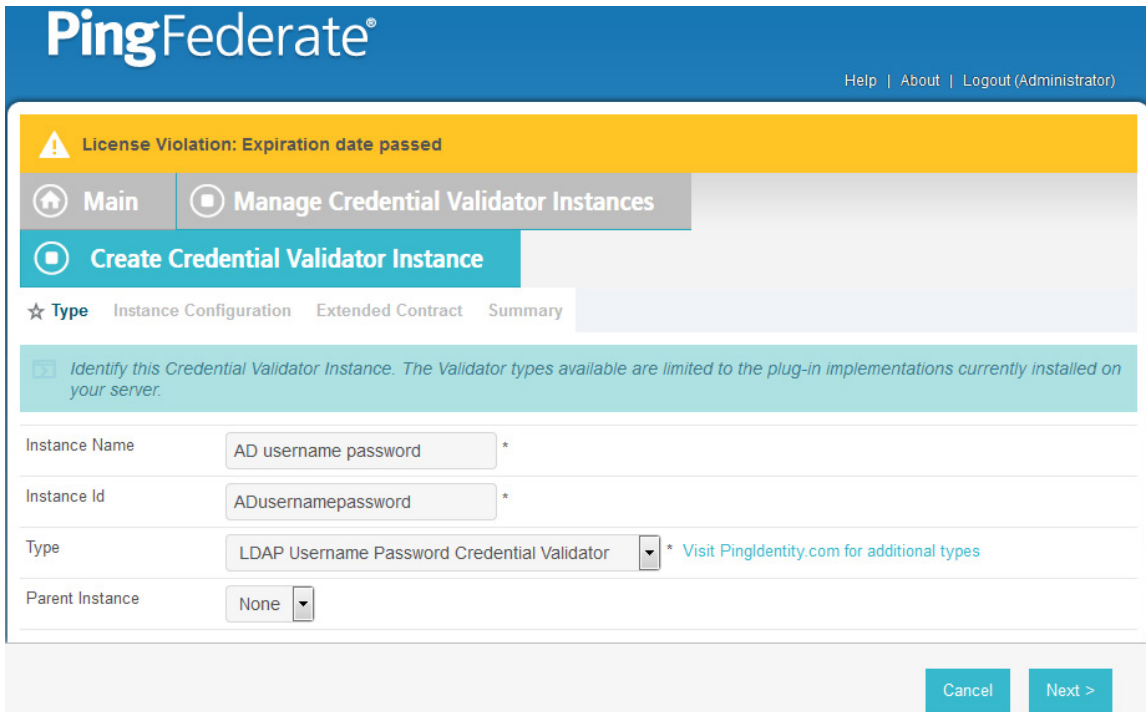 PingFederate®
Help | About | Logout (Administrator)
License Violation: Expiration date passed
Main Manage Credential Validator Instances
Create Credential Validator Instance
Type Instance Configuration Extended Contract Summary
Identify this Credential Validator Instance. The Validator types available are limited to the plug-in implementations currently installed on
your server.
Instance Name AD username password *
Instance Id ADusernamepassword *
Type LDAP Username Password Credential Validator * Visit PingIdentity.com for additional types
Parent Instance None
Cancel Next >